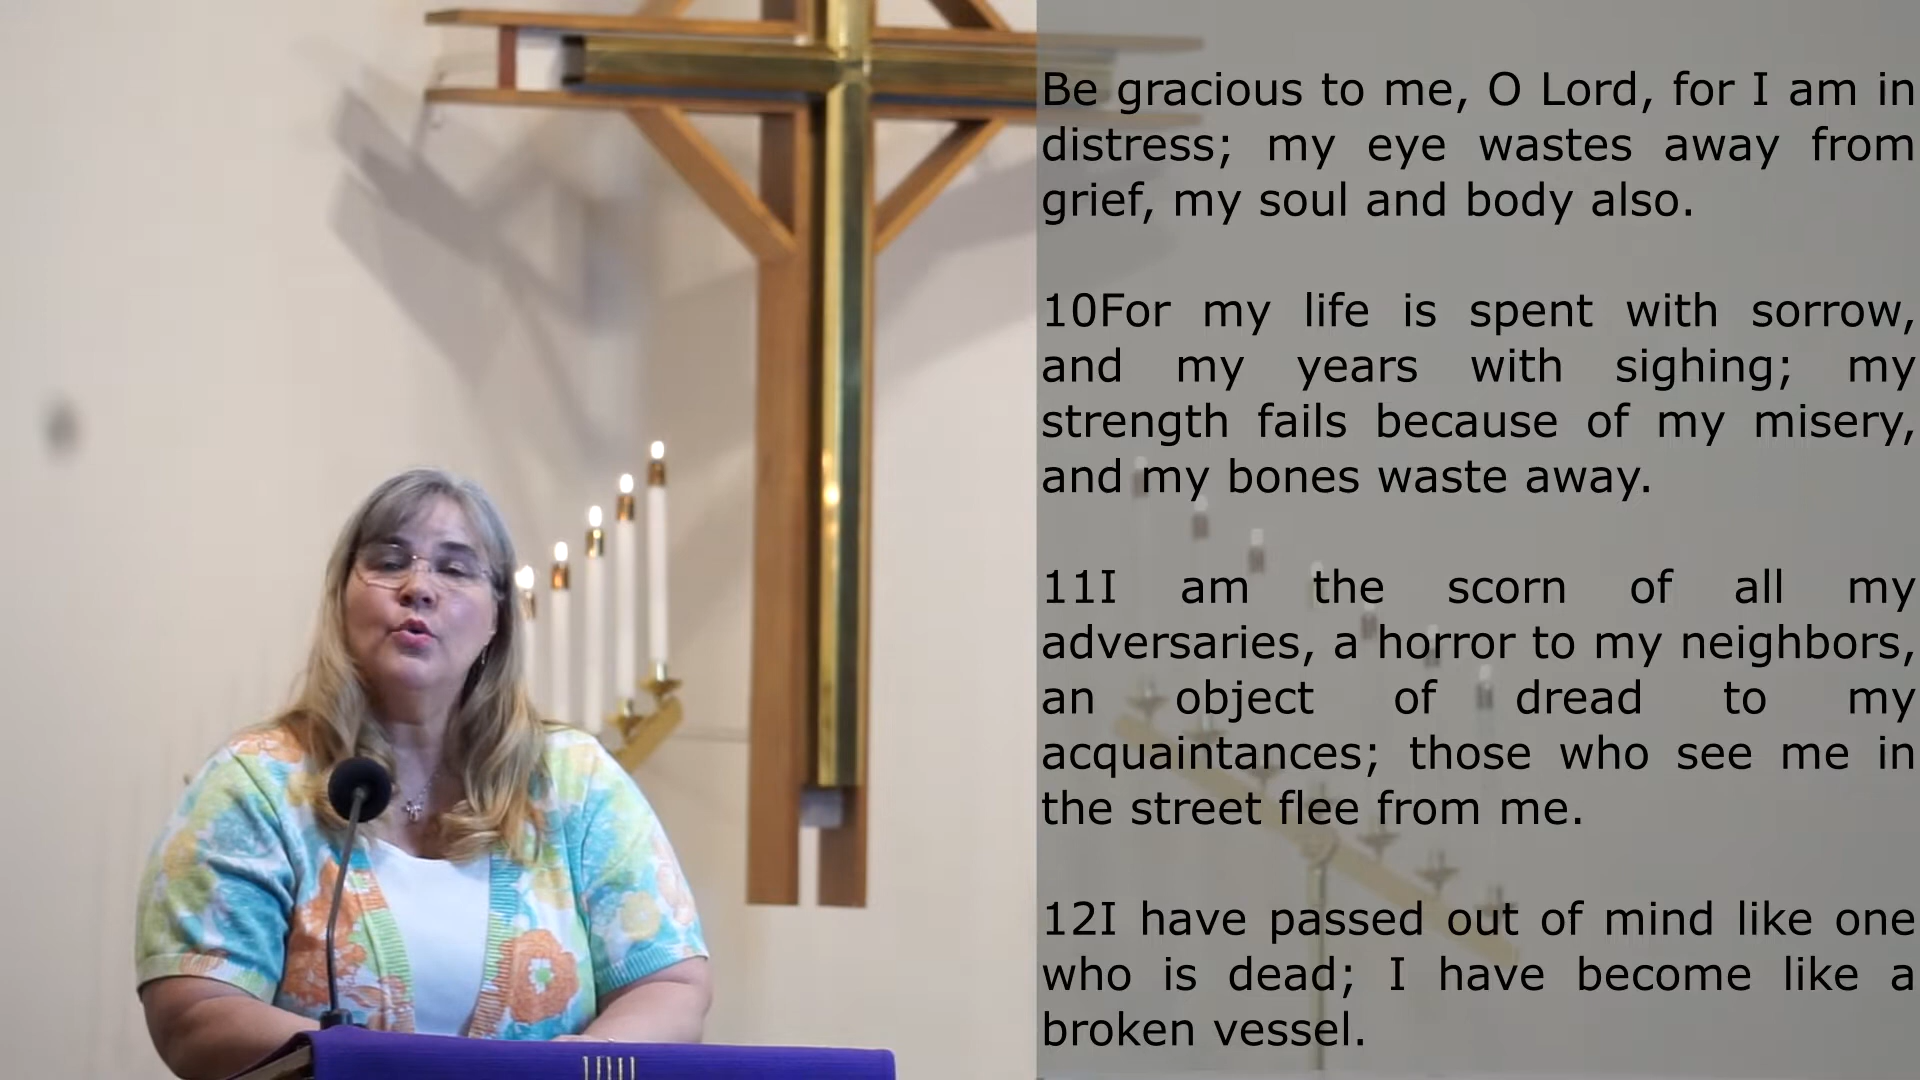 Be gracious to me, O Lord, for I am in
distress; my eye wastes away from
grief, my soul and body also.
10For my life is spent with sorrow,
and my years with sighing; my
strength fails because of my misery,
and my bones waste away.
11I am the scorn of all my
adversaries, a horror to my neighbors,
an object of dread to my
acquaintances; those who see me in
the street flee from me.
12I have passed out of mind like one
who is dead; I have become like a
broken vessel.